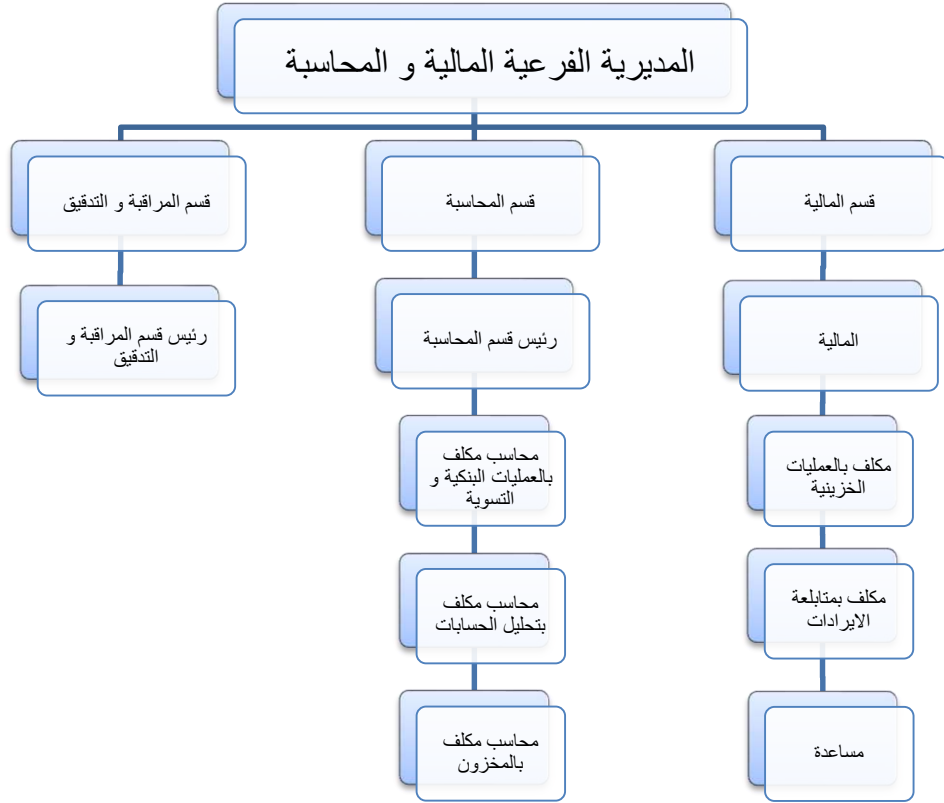 المديرية الفرعية المالية و المحاسبة
قسم المالية
قسم المحاسبة
قسم المراقبة و التدقيق
المالية
رئيس قسم المحاسبة
رئيس قسم المراقبة و
التدقيق
مكلف بالعمليات
الخزينية
محاسب مكلف
بالعمليات البنكية و
التسوية
مكلف بمتابلعة
الايرادات
محاسب مكلف
بتحليل الحسابات
مساعدة
محاسب مكلف
بالمخزون